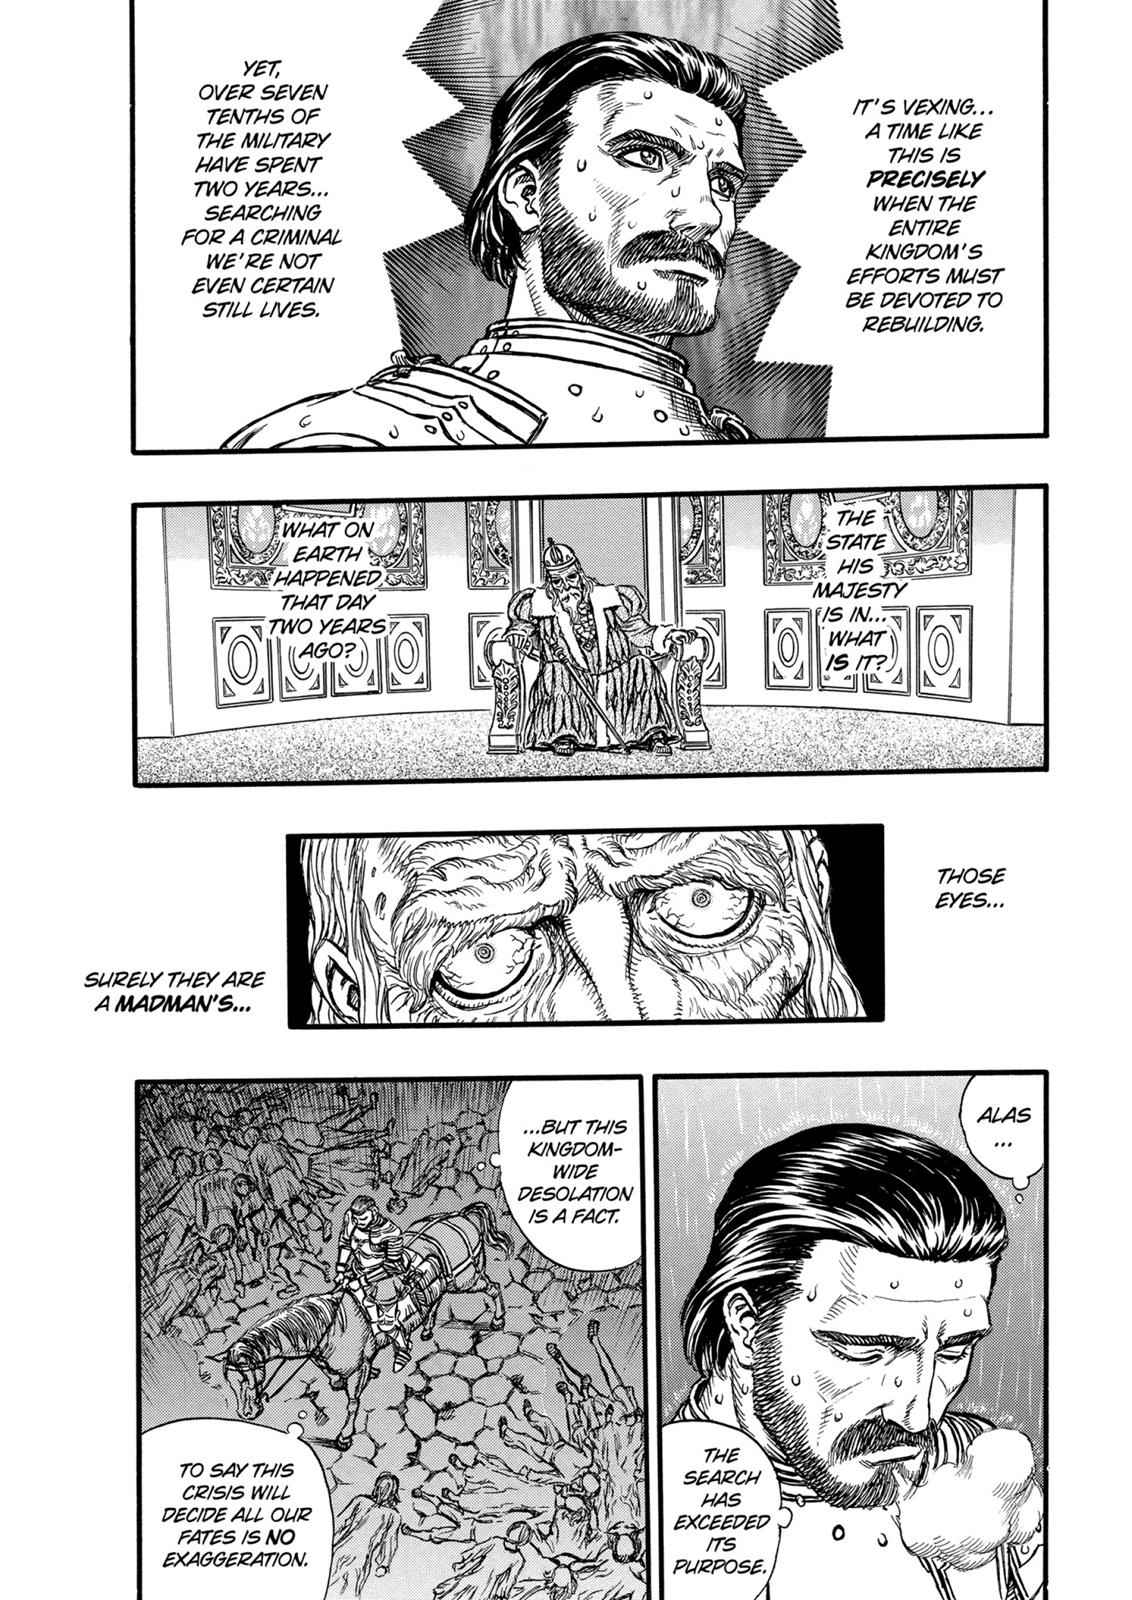 IT'S VEXING...
A TIME LIKE
THIS IS
PRECISELY
WHEN THE
ENTIRE
KINGDOM'S
EFFORTS MUST
BE DEVOTED TO
REBUILDING.
YET,
OVER SEVEN
TENTHS OF
THE MILITARY
HAVE SPENT
TWO YEARS...
SEARCHING
FOR A CRIMINAL
WE'RE NOT
EVEN CERTAIN
STILL LIVES.
THE
STATE
HIS
MAJESTY
IS IN...
WHAT
IS IT?
WHAT ON
EARTH
HAPPENED
THAT DAY
TWO YEARS
AGO?
THOSE
EYES...
SURELY THEY ARE
A MADMAN'S...
ALAS
...
THE
SEARCH
HAS
EXCEEDED
ITS
PURPOSE.
...BUT THIS
KINGDOM-
WIDE
DESOLATION
IS A FACT.
TO SAY THIS
CRISIS WILL
DECIDE ALL OUR
FATES IS NO
EXAGGERATION.